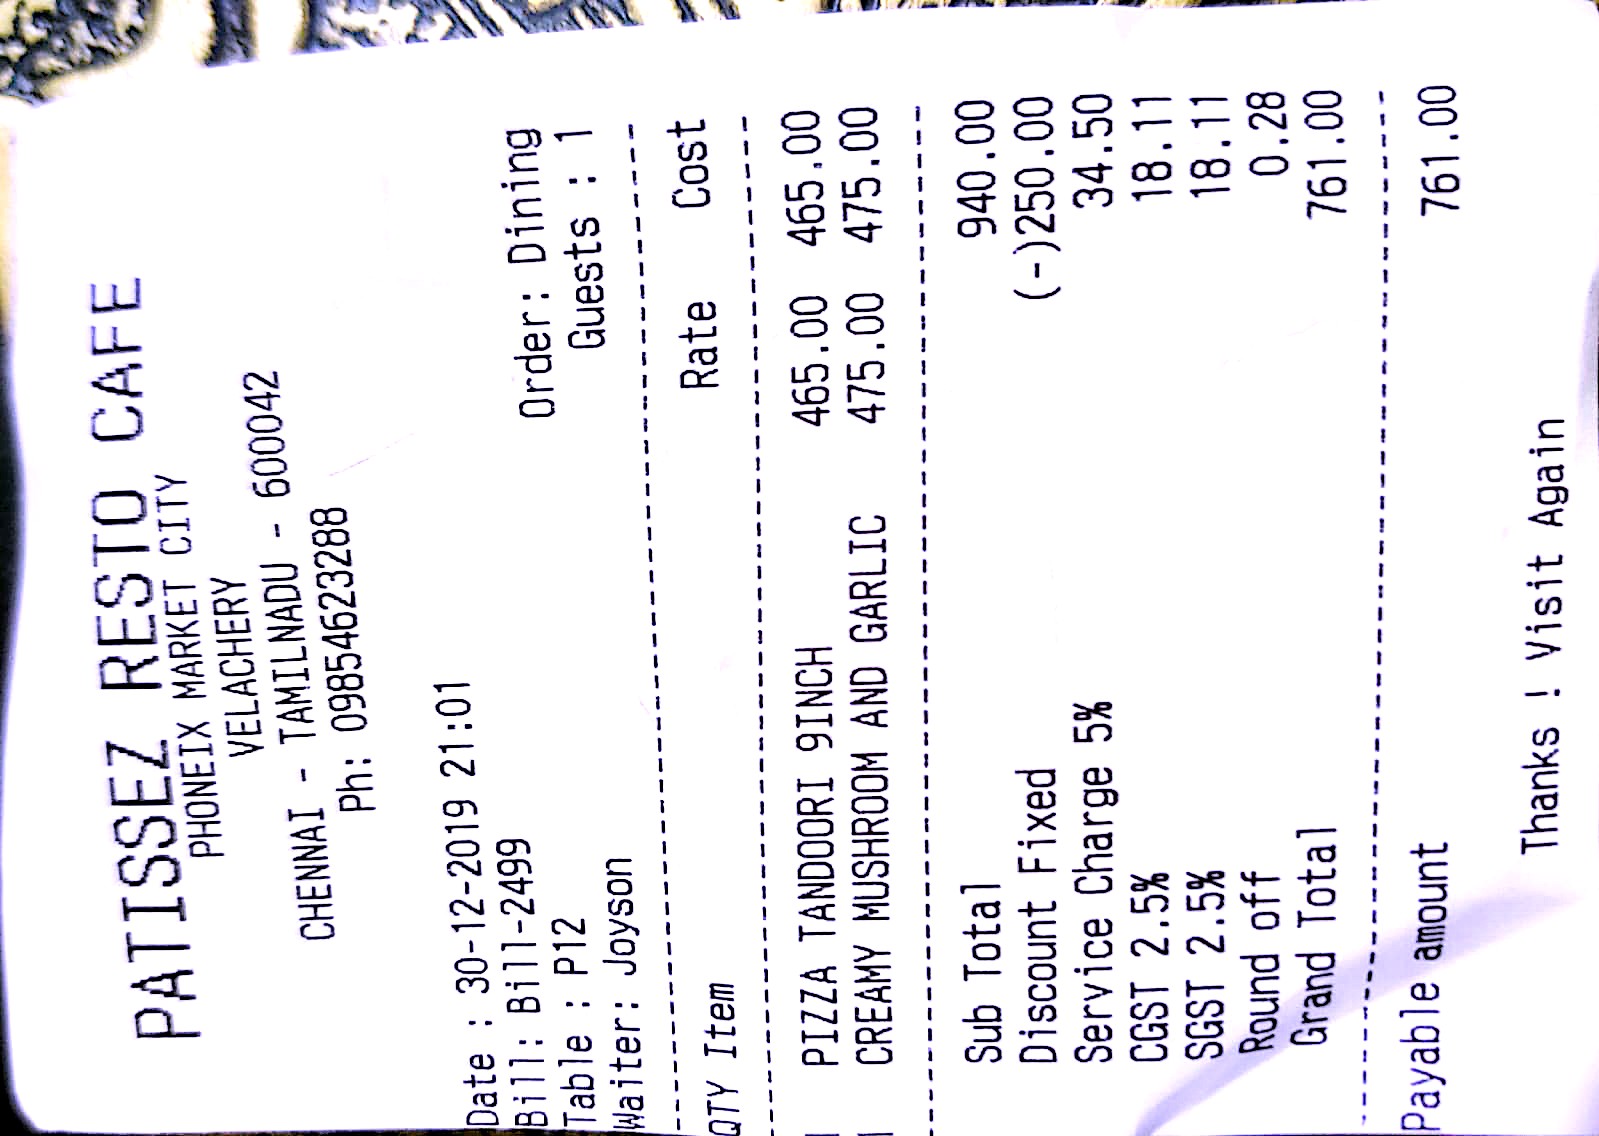 PATISSEZ RESTO CAFE
PHONEIX MARKET CITY
VELACHERY
CHENNAI - TAMILNADU - 600042
Ph: 09854623288
Date : 30-12-2019 21:01
Bill: Bill-2499 Order: Dining
Table : P12 Guests : 1
Waiter: Joyson
QTY Item Rate Cost
1 PIZZA TANDOORI 9INCH 465.00 465.00
1 CREAMY MUSHROOM AND GARLIC 475.00 475.00
Sub Total 940.00
Discount Fixed (-)250.00
Service Charge 5% 34.50
CGST 2.5% 18.11
SGST 2.5% 18.11
Round off 0.28
Grand Total 761.00
Payable amount 761.00
Thanks ! Visit Again